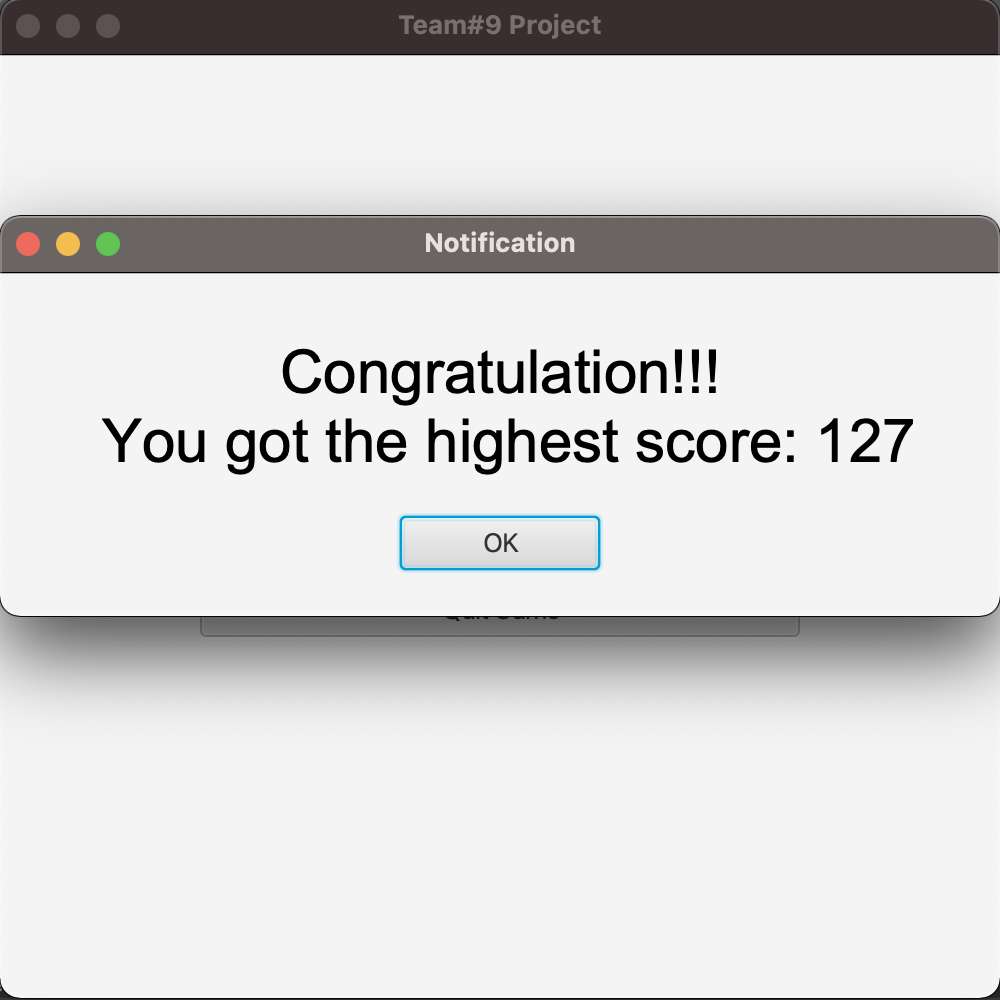 Team#9 Project
Notification
Congratulation!!!
You got the highest score: 127
OK